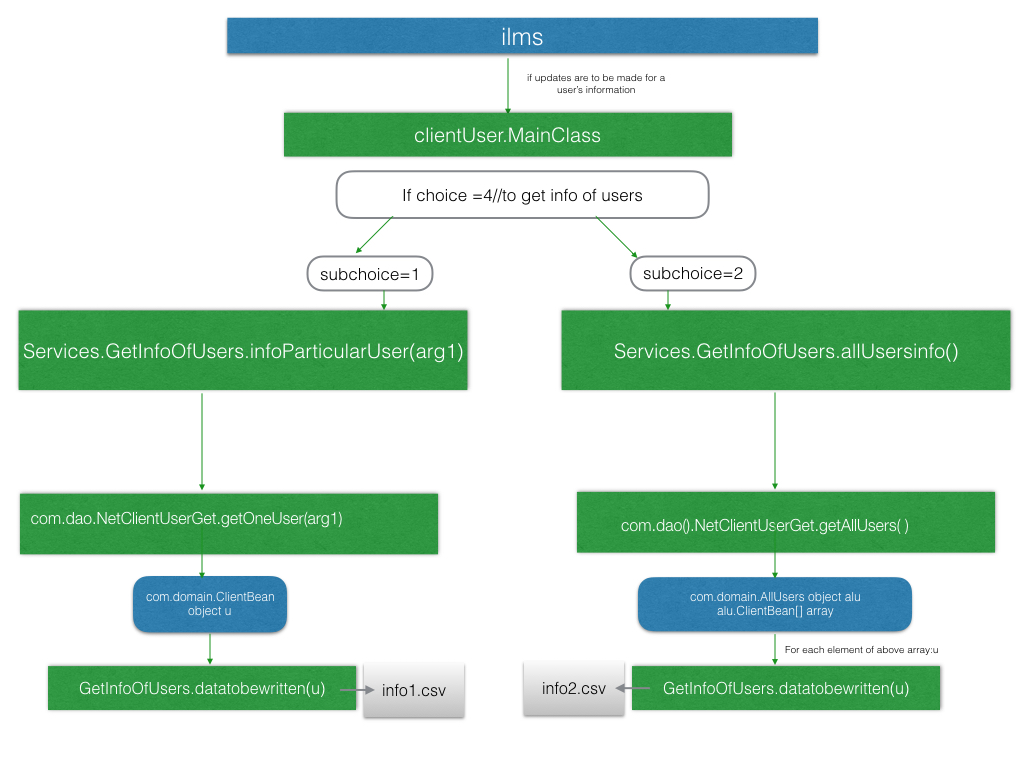 ilms
if updates are to be made for a
user's information
clientUser.MainClass
If choice =4//to get info of users
subchoice=1
subchoice=2
Services.GetInfoOfUsers.infoParticularUser(arg1)
Services.GetInfoOfUsers.allUsersinfo()
com.dao.NetClientUserGet.getOneUser(arg1)
com.dao().NetClientUserGet.getAllUsers( )
com.domain.ClientBean
object u
com.domain.AllUsers object alu
alu.ClientBean[] array
For each element of above array:u
GetInfoOfUsers.datatobewritten(u)
info1.csv
info2.csv
GetInfoOfUsers.datatobewritten(u)